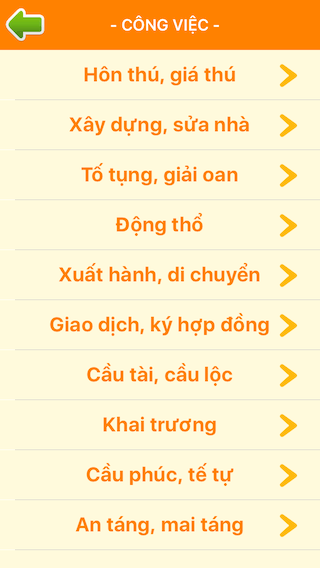 - CÔNG VIỆC -
Hôn thú, giá thú
Xây dựng, sửa nhà
Tố tụng, giải oan
Động thổ
Xuất hành, di chuyển
Giao dịch, ký hợp đồng
Cầu tài, cầu lộc
Khai trương
Cầu phúc, tế tự
An táng, mai táng